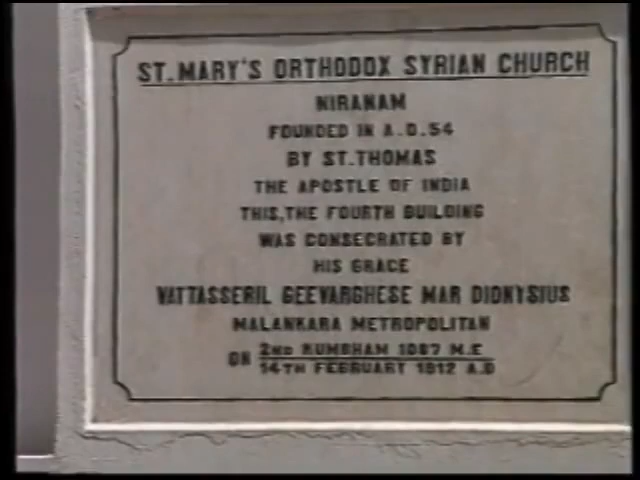 ST. MARY'S ORTHODOX SYRIAN CHURCH
NIRANAM
FOUNDED IN A.D. 54
BY ST. THOMAS
THE APOSTLE OF INDIA
THIS, THE FOURTH BUILDING
WAS CONSECRATED BY
HIS GRACE
VATTASSERIL GEEVARGHESE MAR DIONYSIUS
MALANKARA METROPOLITAN
ON 2ND KUMBHAM 1087 M.E
14TH FEBRUARY 1912 A.D